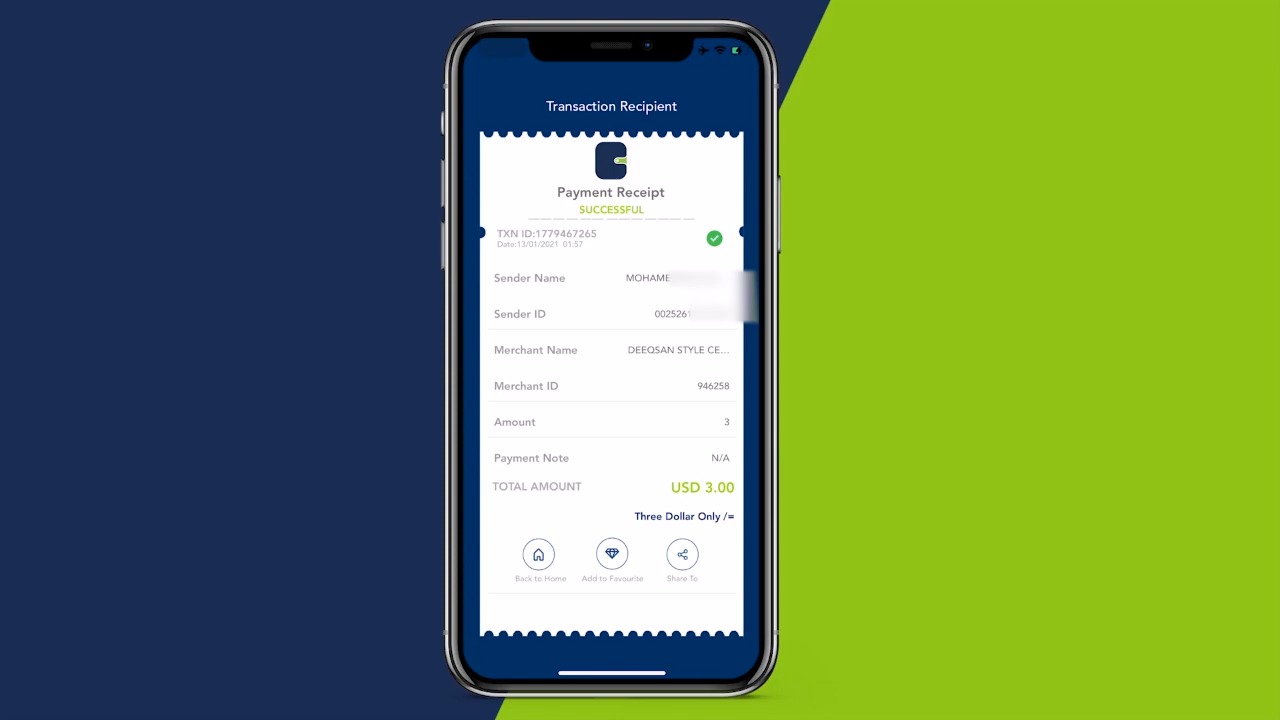 Transaction Recipient
Payment Receipt
SUCCESSFUL
TXN ID:1779467265
Date:13/01/2021 01:57
Sender Name MOHAME
Sender ID 0025261
Merchant Name DEEQSAN STYLE CE...
Merchant ID 946258
Amount 3
Payment Note N/A
TOTAL AMOUNT USD 3.00
Three Dollar Only /=
Back to Home Add to Favourite Share To